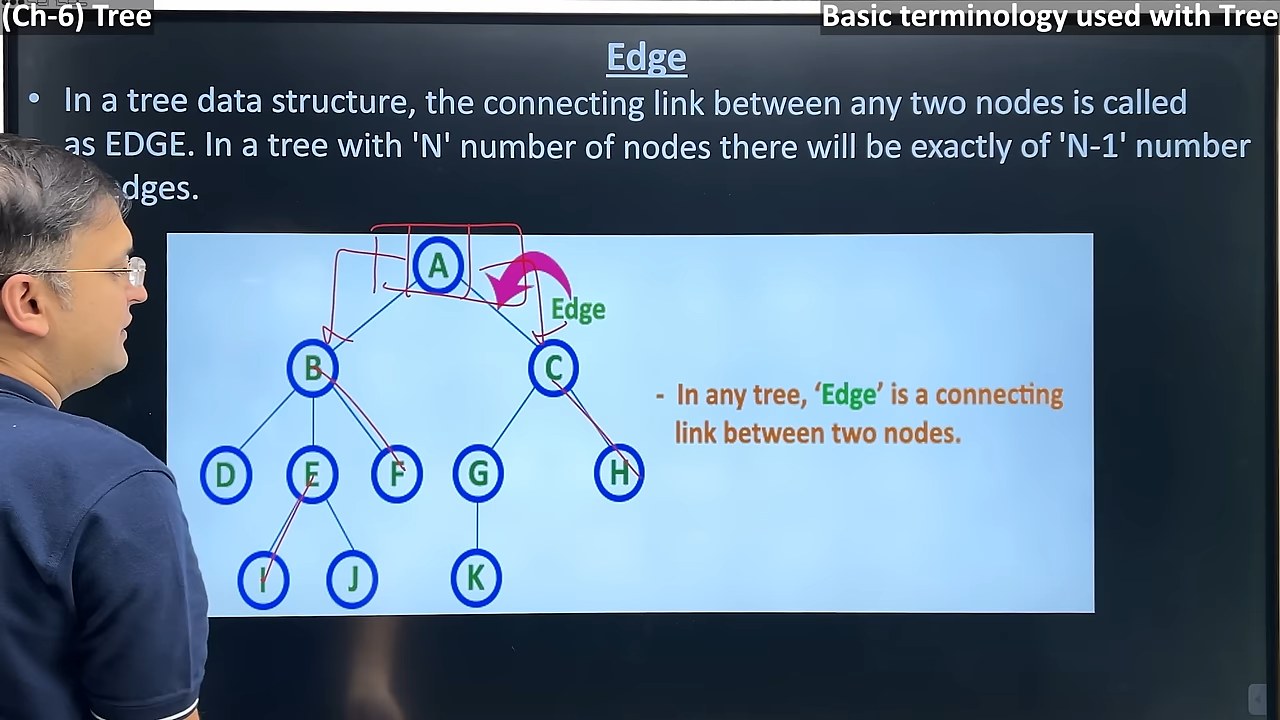 (Ch-6) Tree
Basic terminology used with Tree
Edge
• In a tree data structure, the connecting link between any two nodes is called
as EDGE. In a tree with 'N' number of nodes there will be exactly of 'N-1' number
dges.
A
Edge
B
C
- In any tree, ‘Edge’ is a connecting
link between two nodes.
D
E
F
G
H
I
J
K